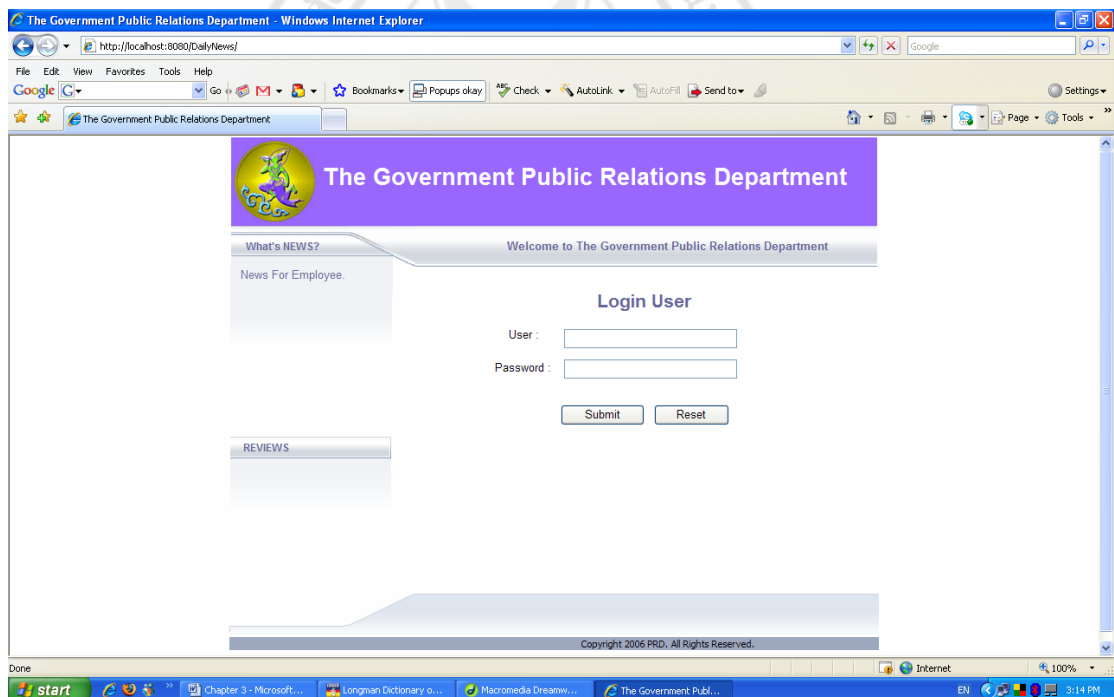 The Government Public Relations Department - Windows Internet Explorer
http://localhost:8080/DailyNews/
Google
File Edit View Favorites Tools Help
Google G Go Bookmarks Popups okay ABC Check AutoLink AutoFill Send to Settings
The Government Public Relations Department
Page Tools »
The Government Public Relations Department
What's NEWS?
Welcome to The Government Public Relations Department
News For Employee.
Login User
User :
Password :
Submit Reset
REVIEWS
Copyright 2006 PRD. All Rights Reserved.
Done Internet 100%
start » Chapter 3 - Microsoft... Longman Dictionary o... Macromedia Dreamw... The Government Publ... EN 3:14 PM